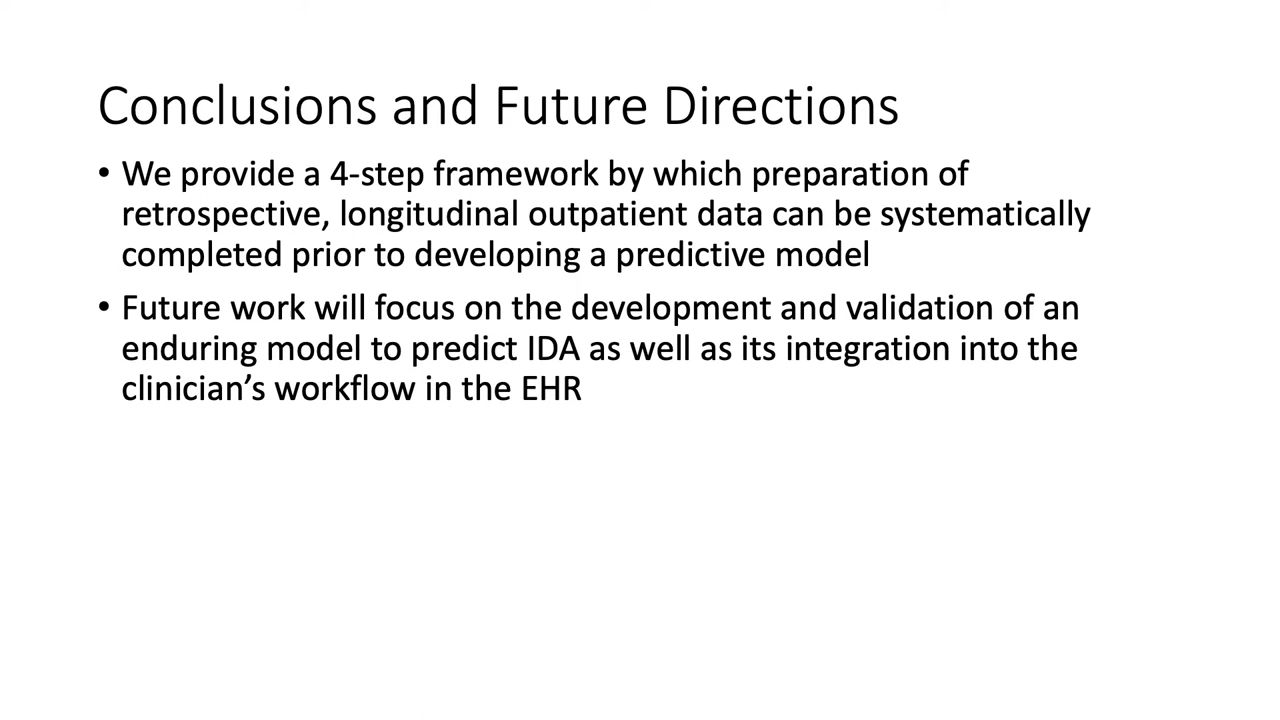 Conclusions and Future Directions
• We provide a 4-step framework by which preparation of
retrospective, longitudinal outpatient data can be systematically
completed prior to developing a predictive model
• Future work will focus on the development and validation of an
enduring model to predict IDA as well as its integration into the
clinician’s workflow in the EHR